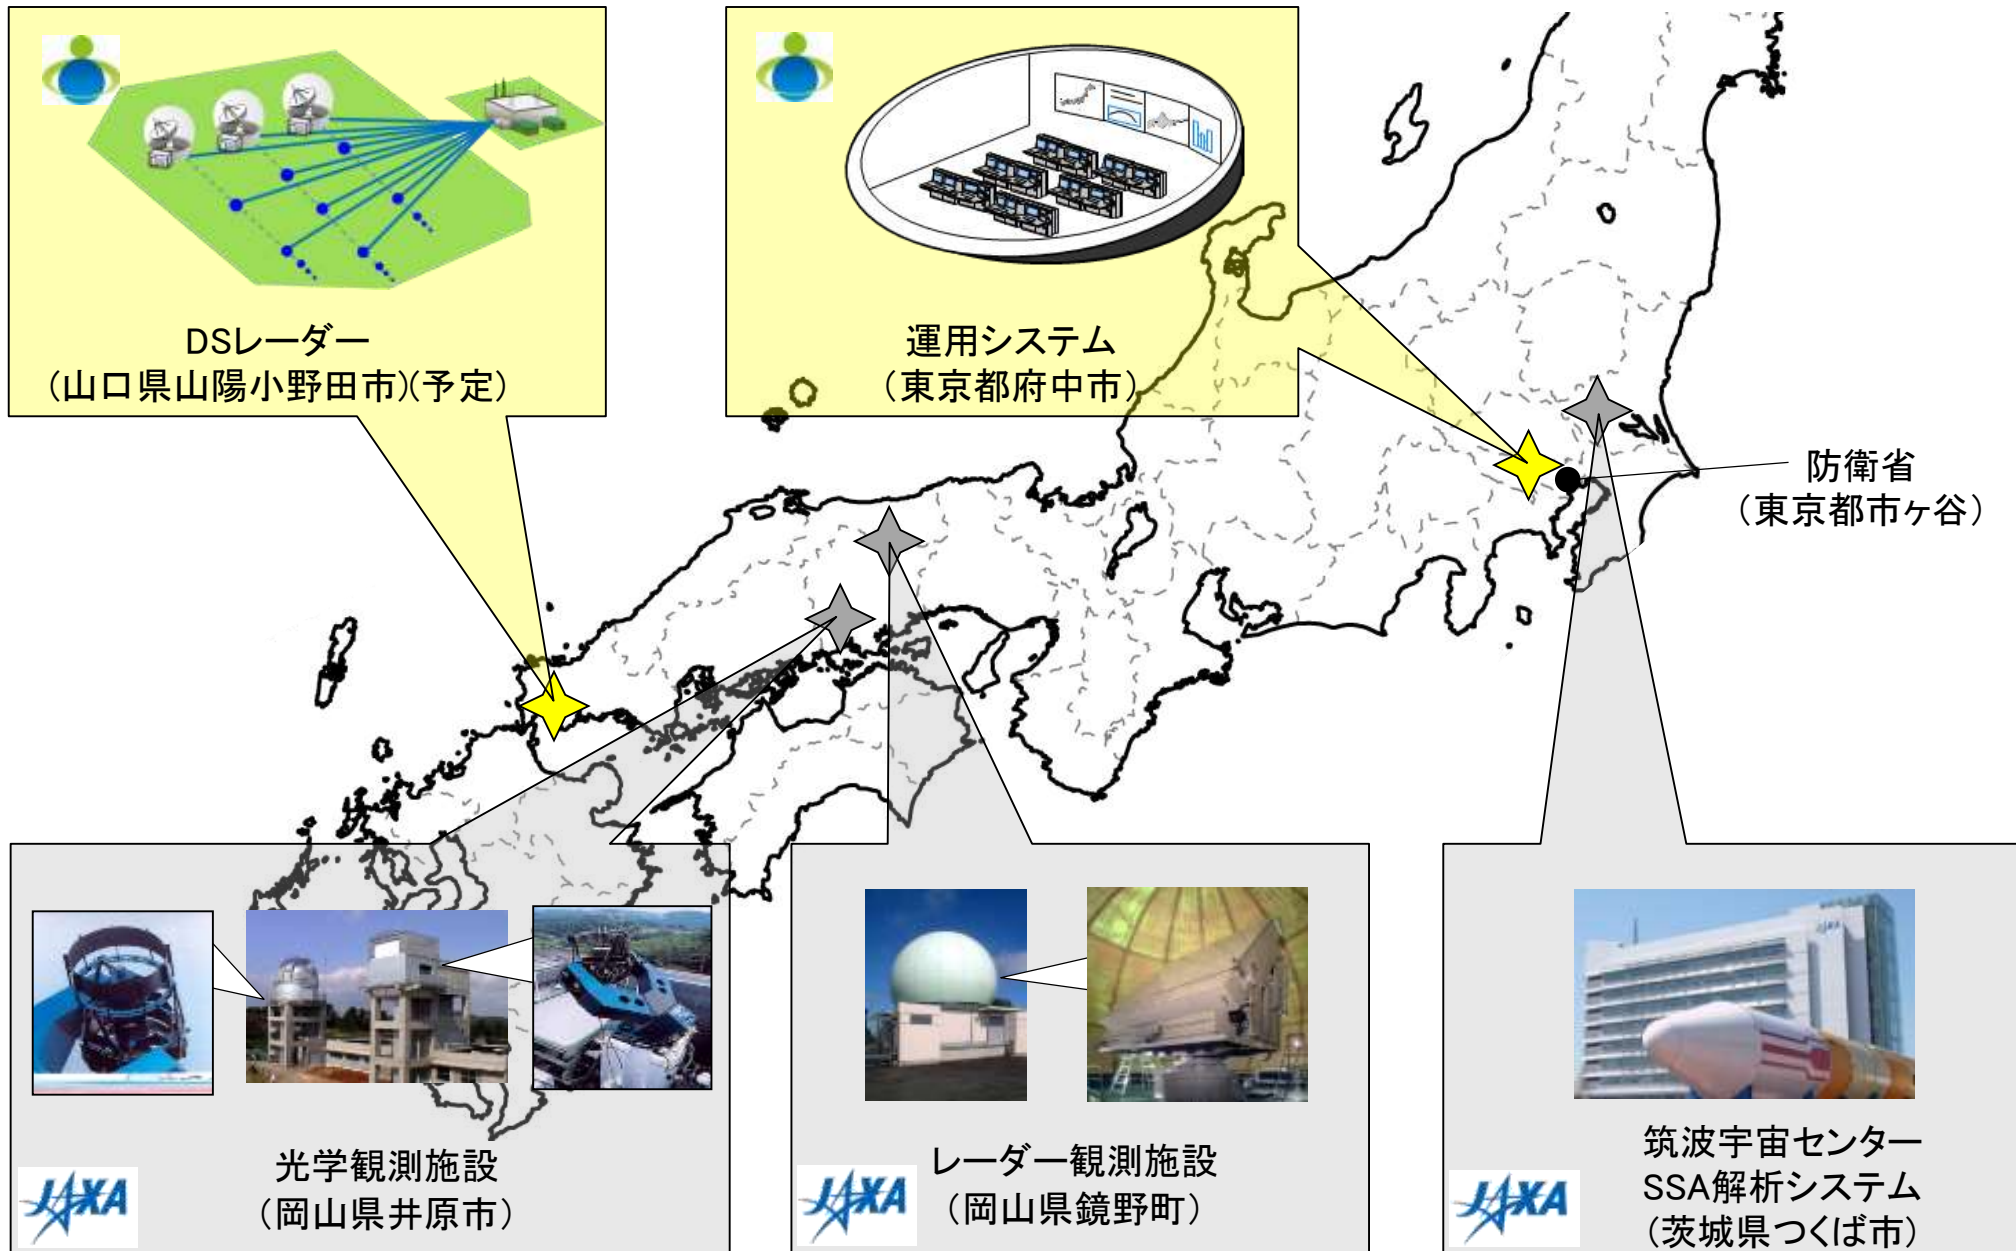 DSレーダー
(山口県山陽小野田市)(予定)
運用システム
(東京都府中市)
防衛省
(東京都市ヶ谷)
光学観測施設
(岡山県井原市)
JAXA
レーダー観測施設
(岡山県鏡野町)
JAXA
JAXA
筑波宇宙センター
SSA解析システム
(茨城県つくば市)
JAXA